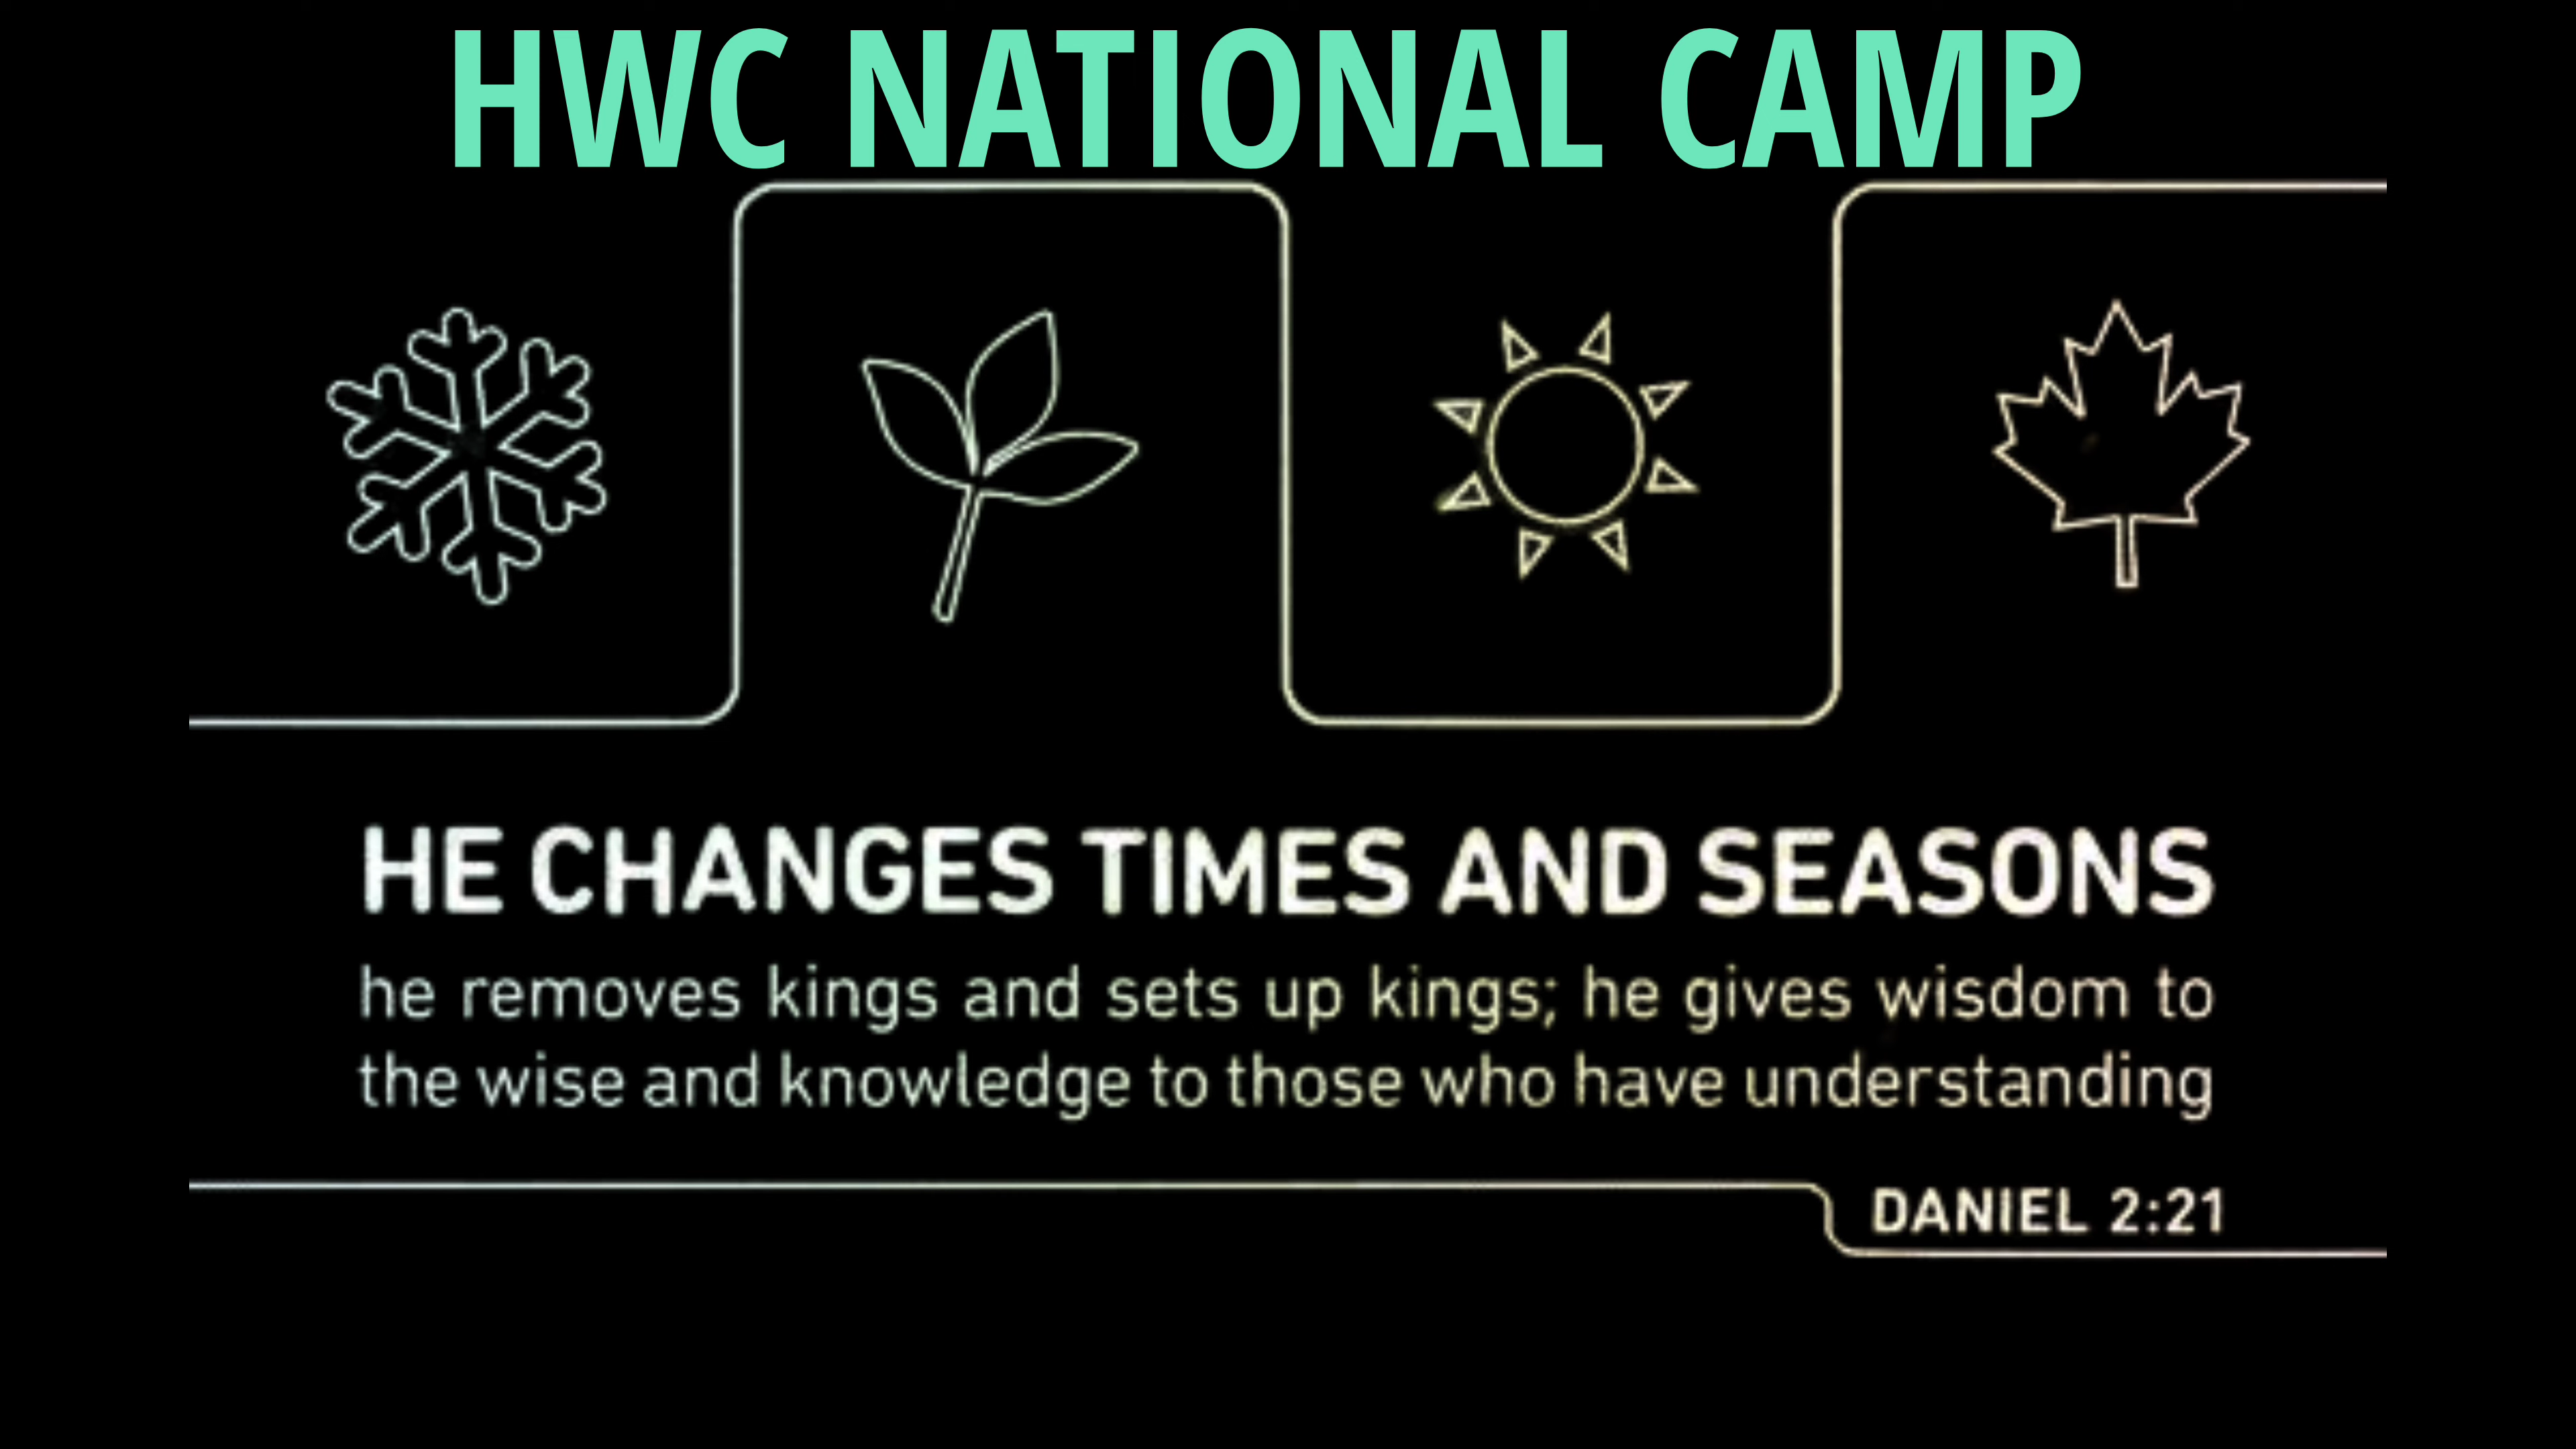 HWC NATIONAL CAMP
HE CHANGES TIMES AND SEASONS
he removes kings and sets up kings; he gives wisdom to
the wise and knowledge to those who have understanding
DANIEL 2:21